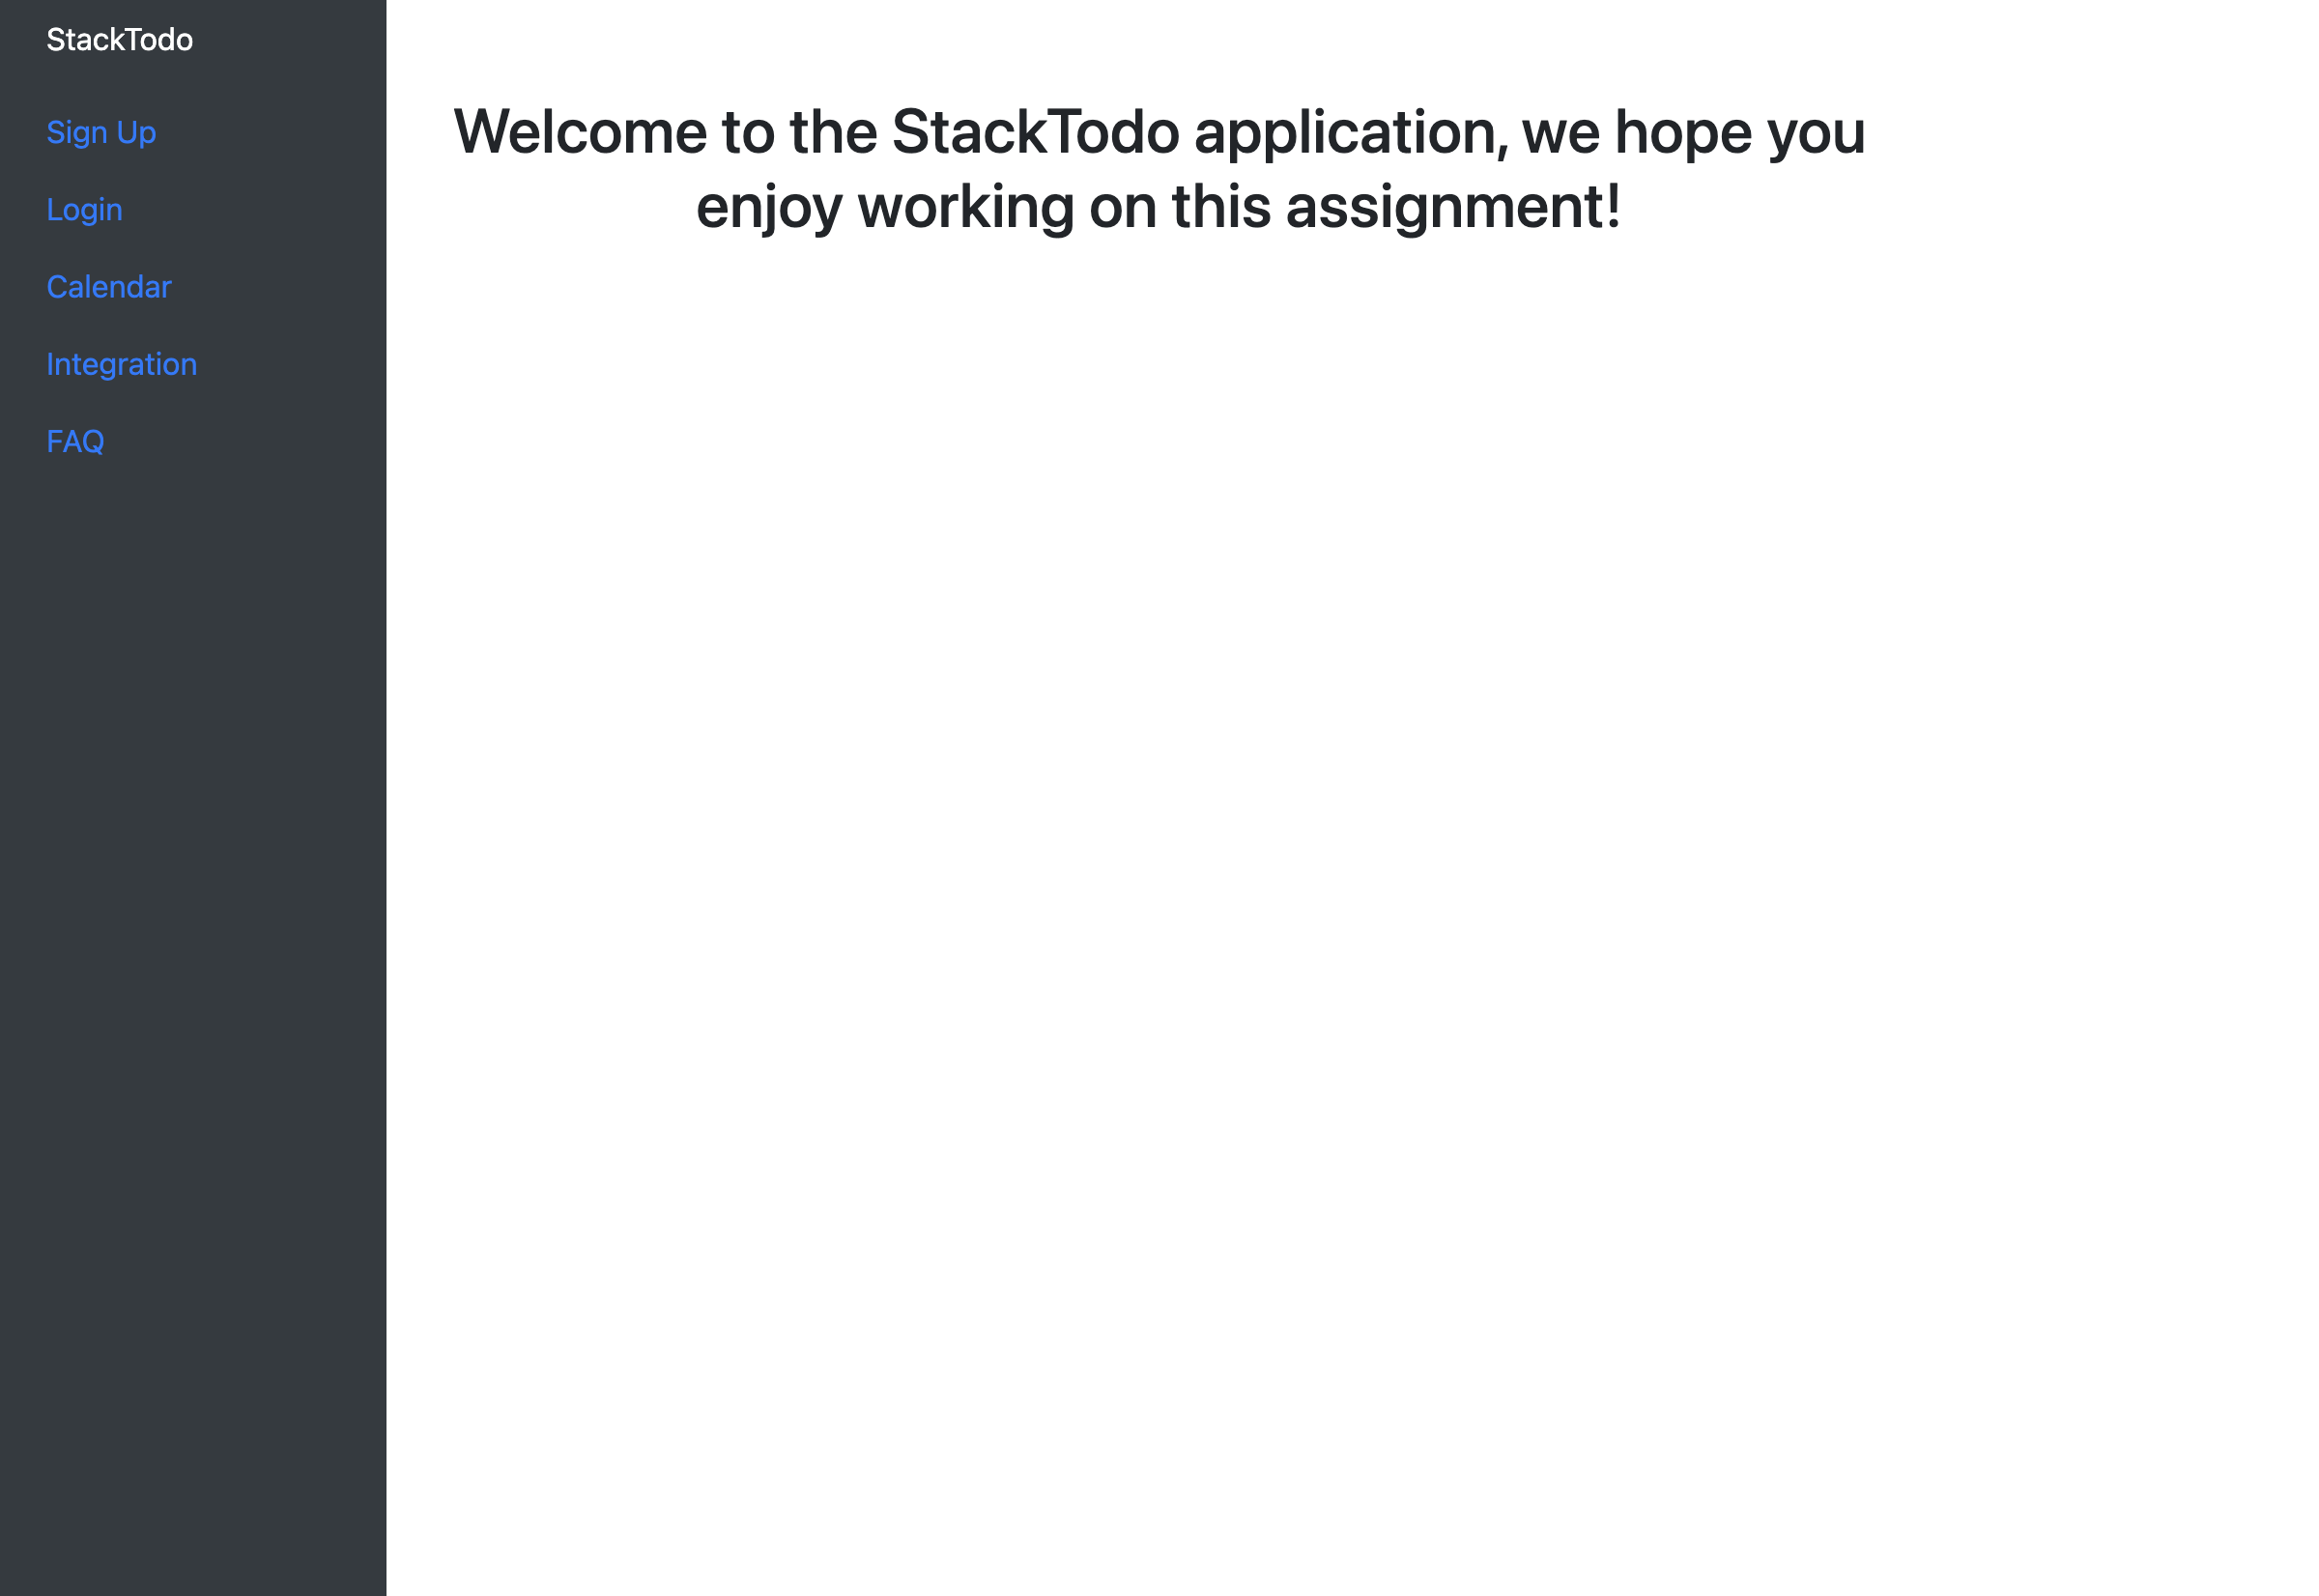 StackTodo
Sign Up
Login
Calendar
Integration
FAQ
Welcome to the StackTodo application, we hope you
enjoy working on this assignment!